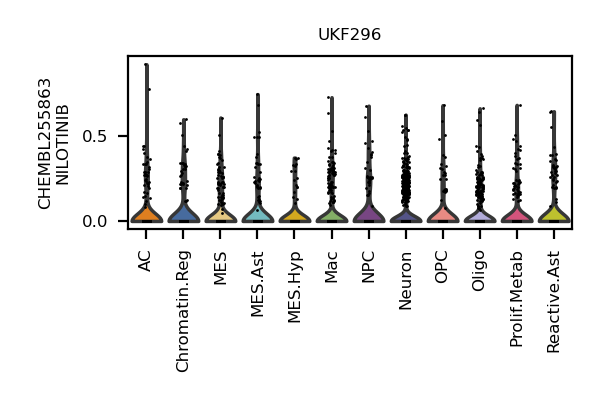 UKF296
CHEMBL255863
NILOTINIB
0.5
0.0
AC
Chromatin.Reg
MES
MES.Ast
MES.Hyp
Mac
NPC
Neuron
OPC
Oligo
Prolif.Metab
Reactive.Ast